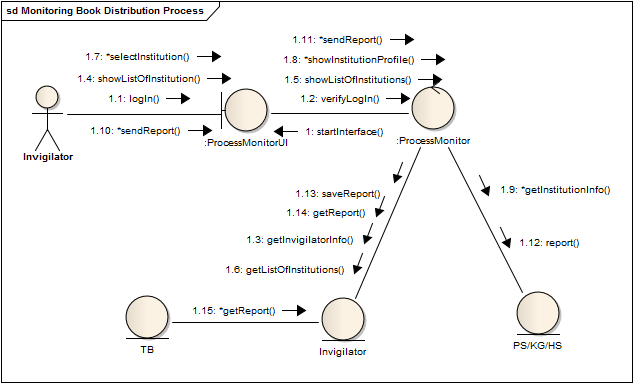 sd Monitoring Book Distribution Process
1.11: *sendReport()
1.7: *selectInstitution()
1.8: *showInstitutionProfile()
1.4: showListOfInstitution()
1.5: showListOfInstitutions()
1.1: logIn()
1.2: verifyLogIn()
1.10: *sendReport()
1: startInterface()
Invigilator
:ProcessMonitorUI
:ProcessMonitor
1.13: saveReport()
1.9: *getInstitutionInfo()
1.14: getReport()
1.3: getInvigilatorInfo()
1.12: report()
1.6: getListOfInstitutions()
1.15: *getReport()
TB
Invigilator
PS/KG/HS